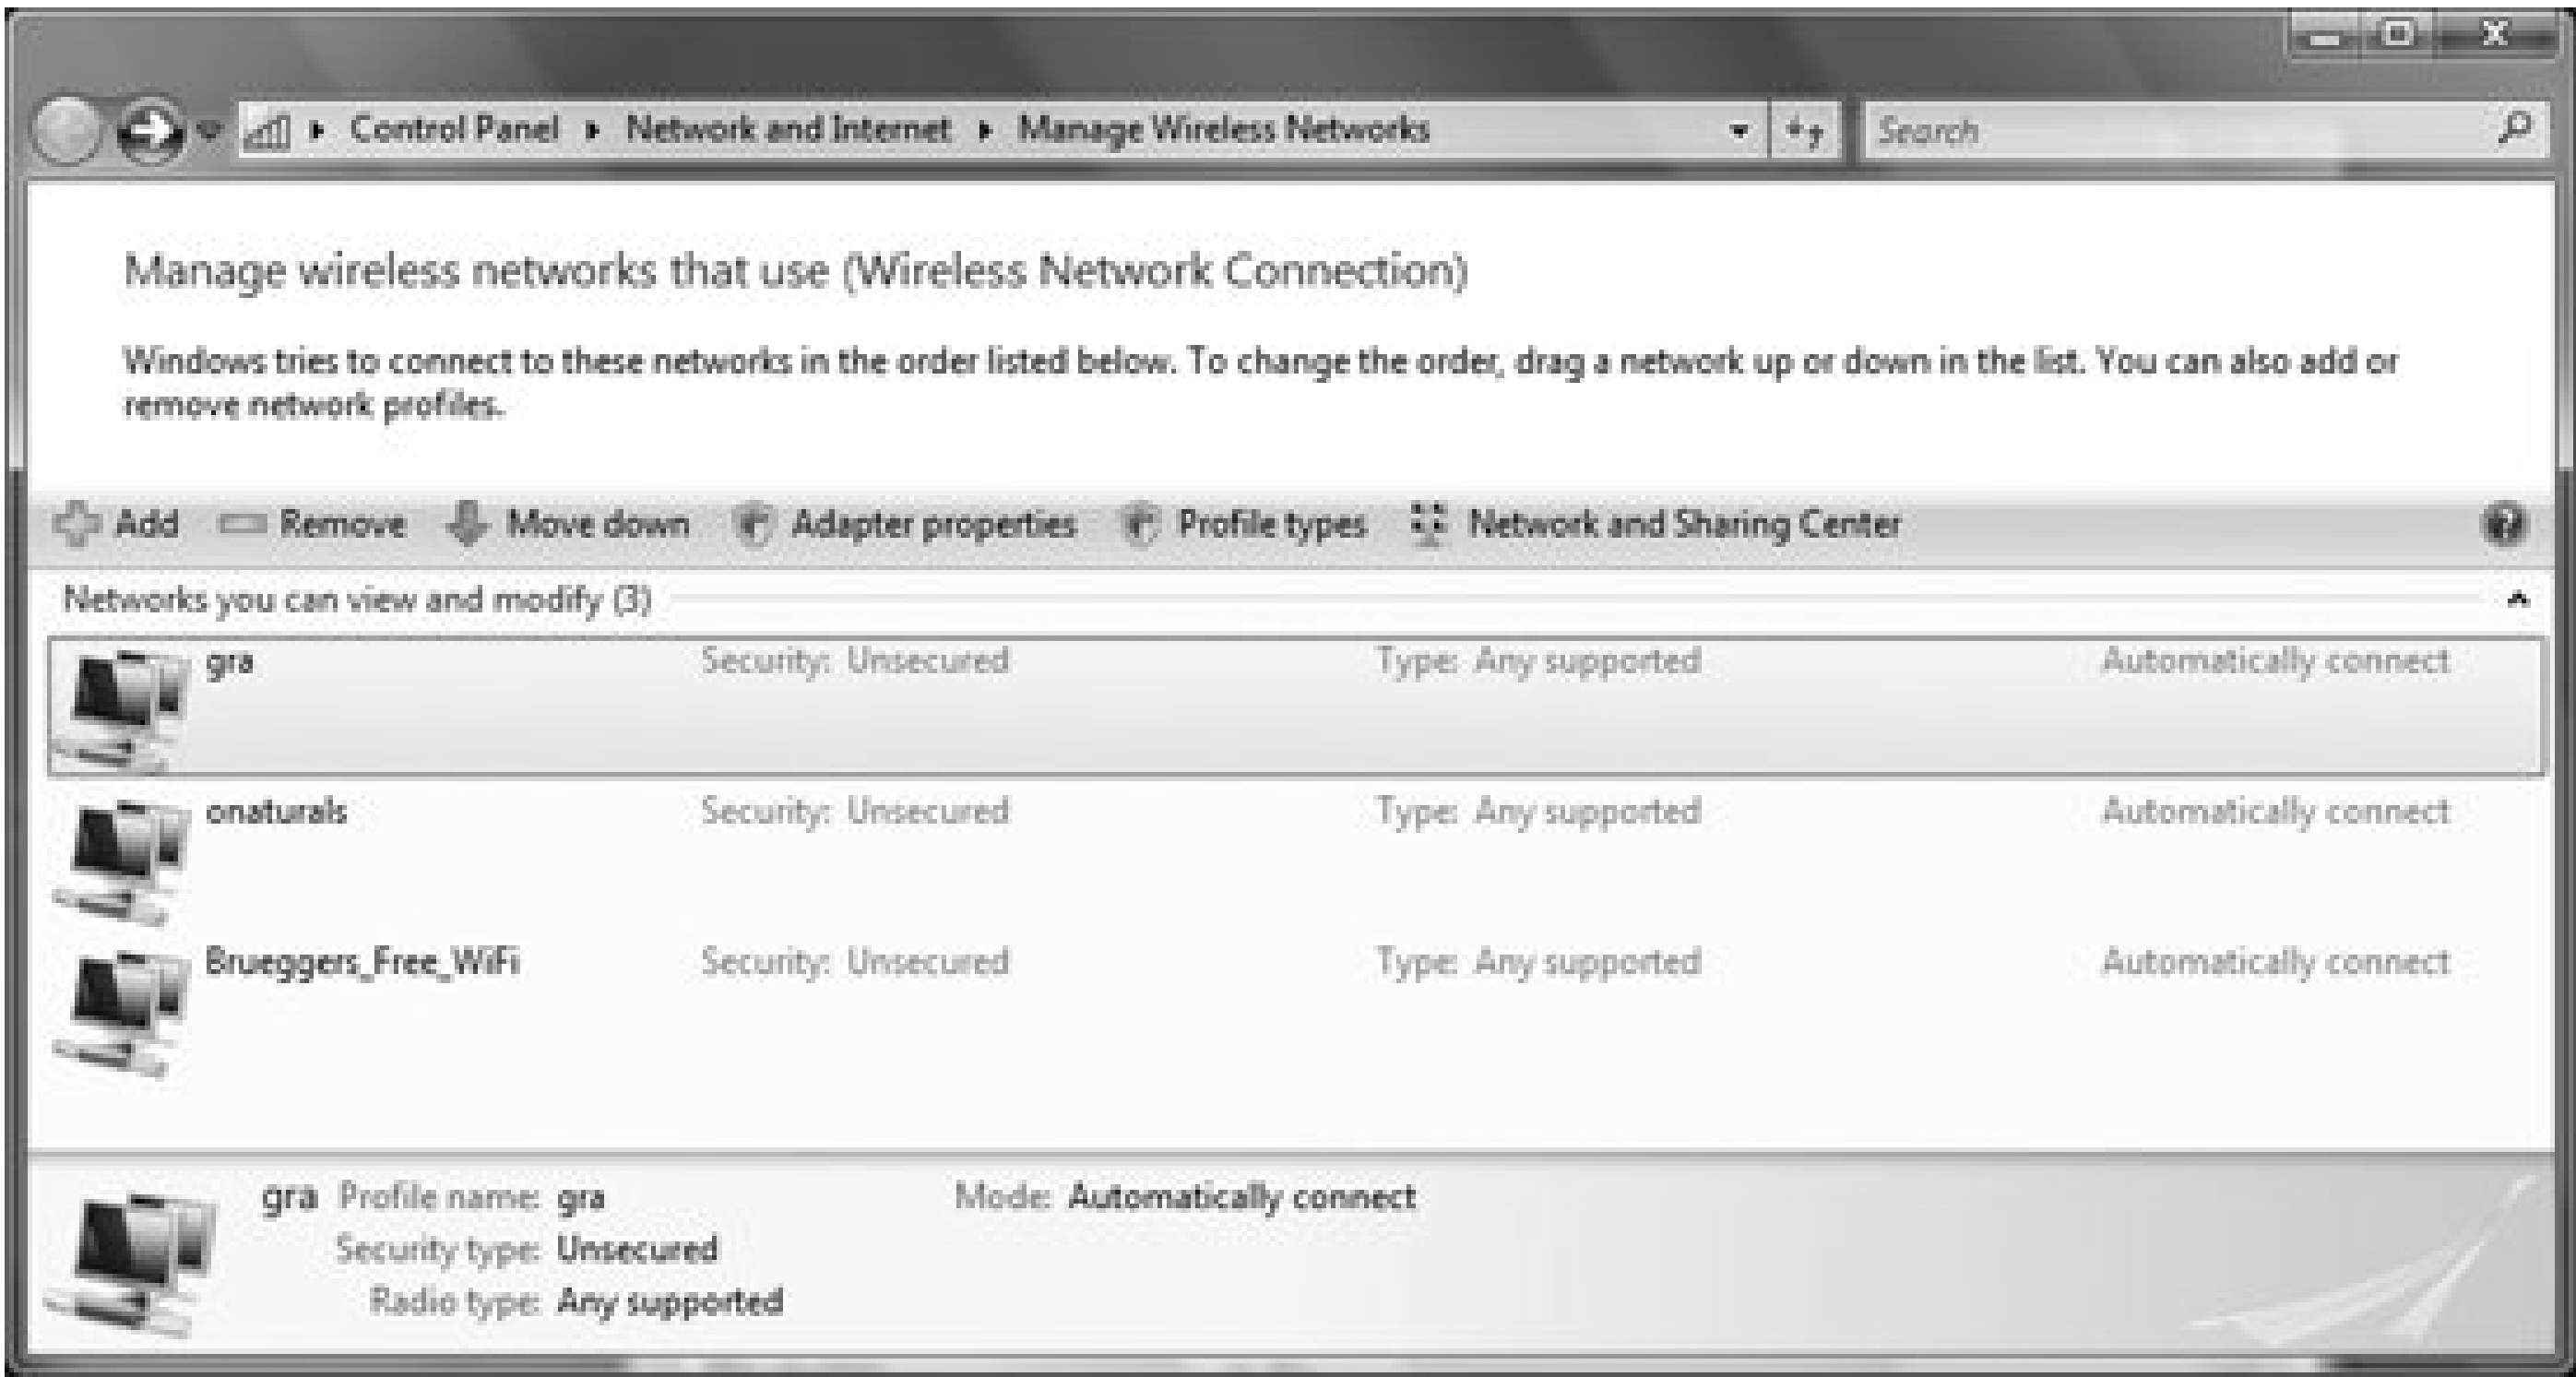 Control Panel Network and Internet Manage Wireless Networks Search
Manage wireless networks that use (Wireless Network Connection)
Windows tries to connect to these networks in the order listed below. To change the order, drag a network up or down in the list. You can also add or
remove network profiles.
Add Remove Move down Adapter properties Profile types Network and Sharing Center
Networks you can view and modify (3)
gra Security: Unsecured Type: Any supported Automatically connect
onaturals Security: Unsecured Type: Any supported Automatically connect
Brueggers_Free_WiFi Security: Unsecured Type: Any supported Automatically connect
gra Profile name: gra Mode: Automatically connect
Security type: Unsecured
Radio type: Any supported